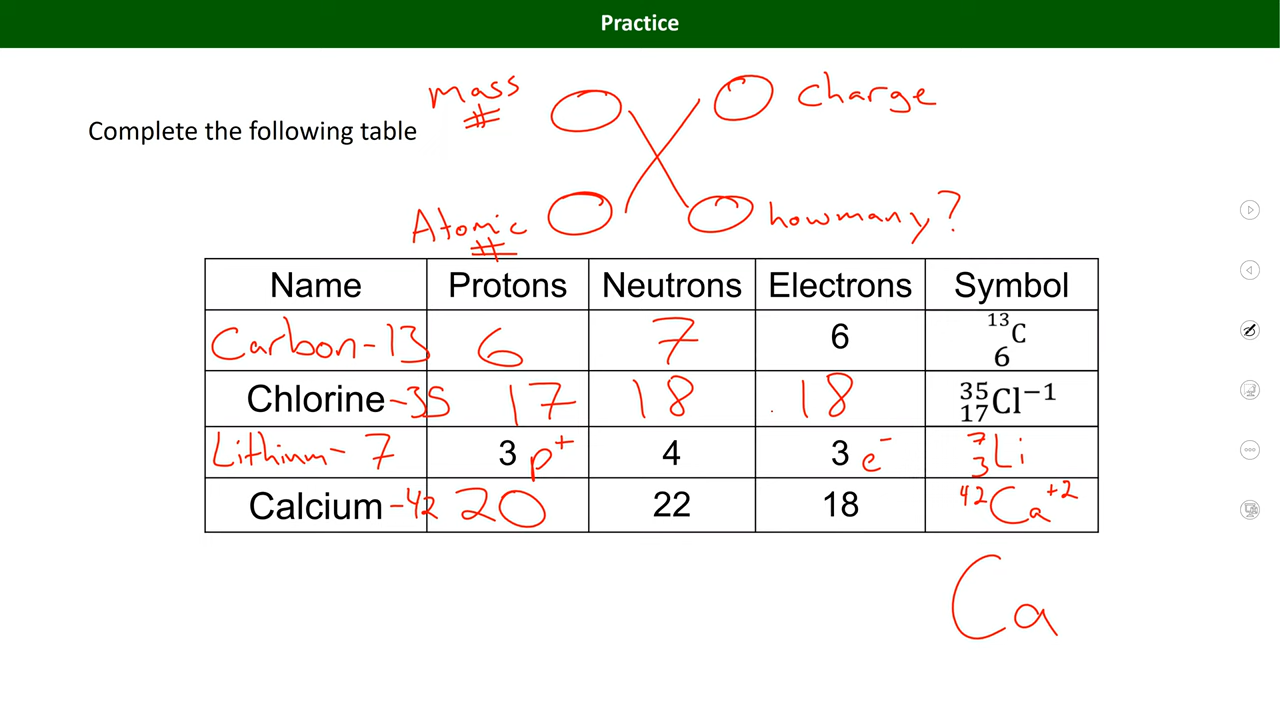 Practice
mass # charge
Complete the following table
Atomic # howmany?
Name Protons Neutrons Electrons Symbol
Carbon-13 6 7 6 ¹³₆C
Chlorine-35 17 18 18 ³⁵₁₇Cl⁻¹
Lithium-7 3 p⁺ 4 3 e⁻ ⁷₃Li
Calcium-42 20 22 18 ⁴²Ca⁺²
Ca